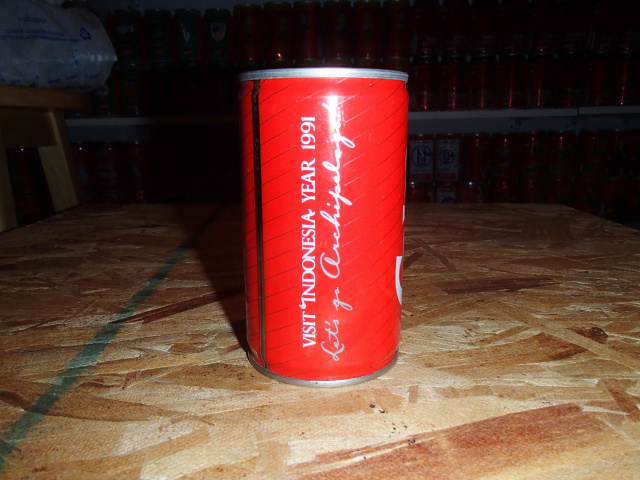 VISIT INDONESIA YEAR 1991
Let's go Archipelago!